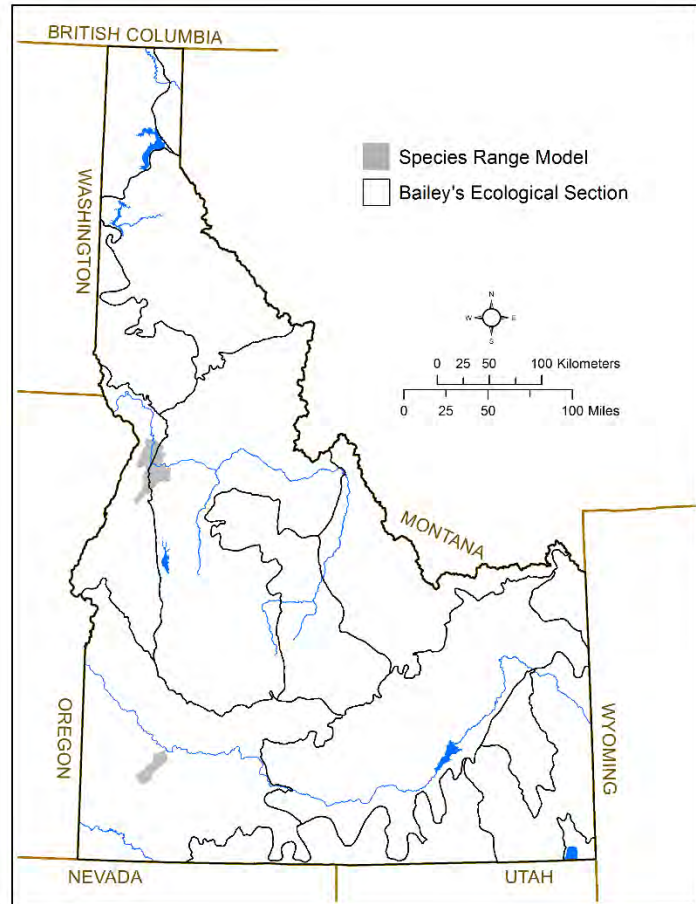 BRITISH COLUMBIA
WASHINGTON
Species Range Model
Bailey's Ecological Section
N
W E
S
0 25 50 100 Kilometers
0 25 50 100 Miles
MONTANA
OREGON
WYOMING
NEVADA
UTAH